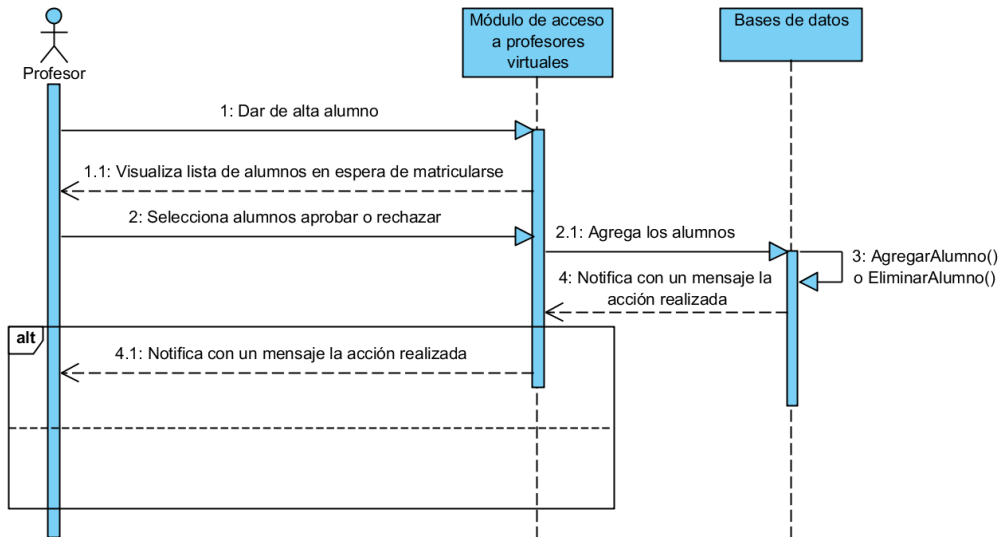 Profesor
Módulo de acceso
a profesores
virtuales
Bases de datos
1: Dar de alta alumno
1.1: Visualiza lista de alumnos en espera de matricularse
2: Selecciona alumnos aprobar o rechazar
2.1: Agrega los alumnos
3: AgregarAlumno()
o EliminarAlumno()
4: Notifica con un mensaje la
acción realizada
alt
4.1: Notifica con un mensaje la acción realizada